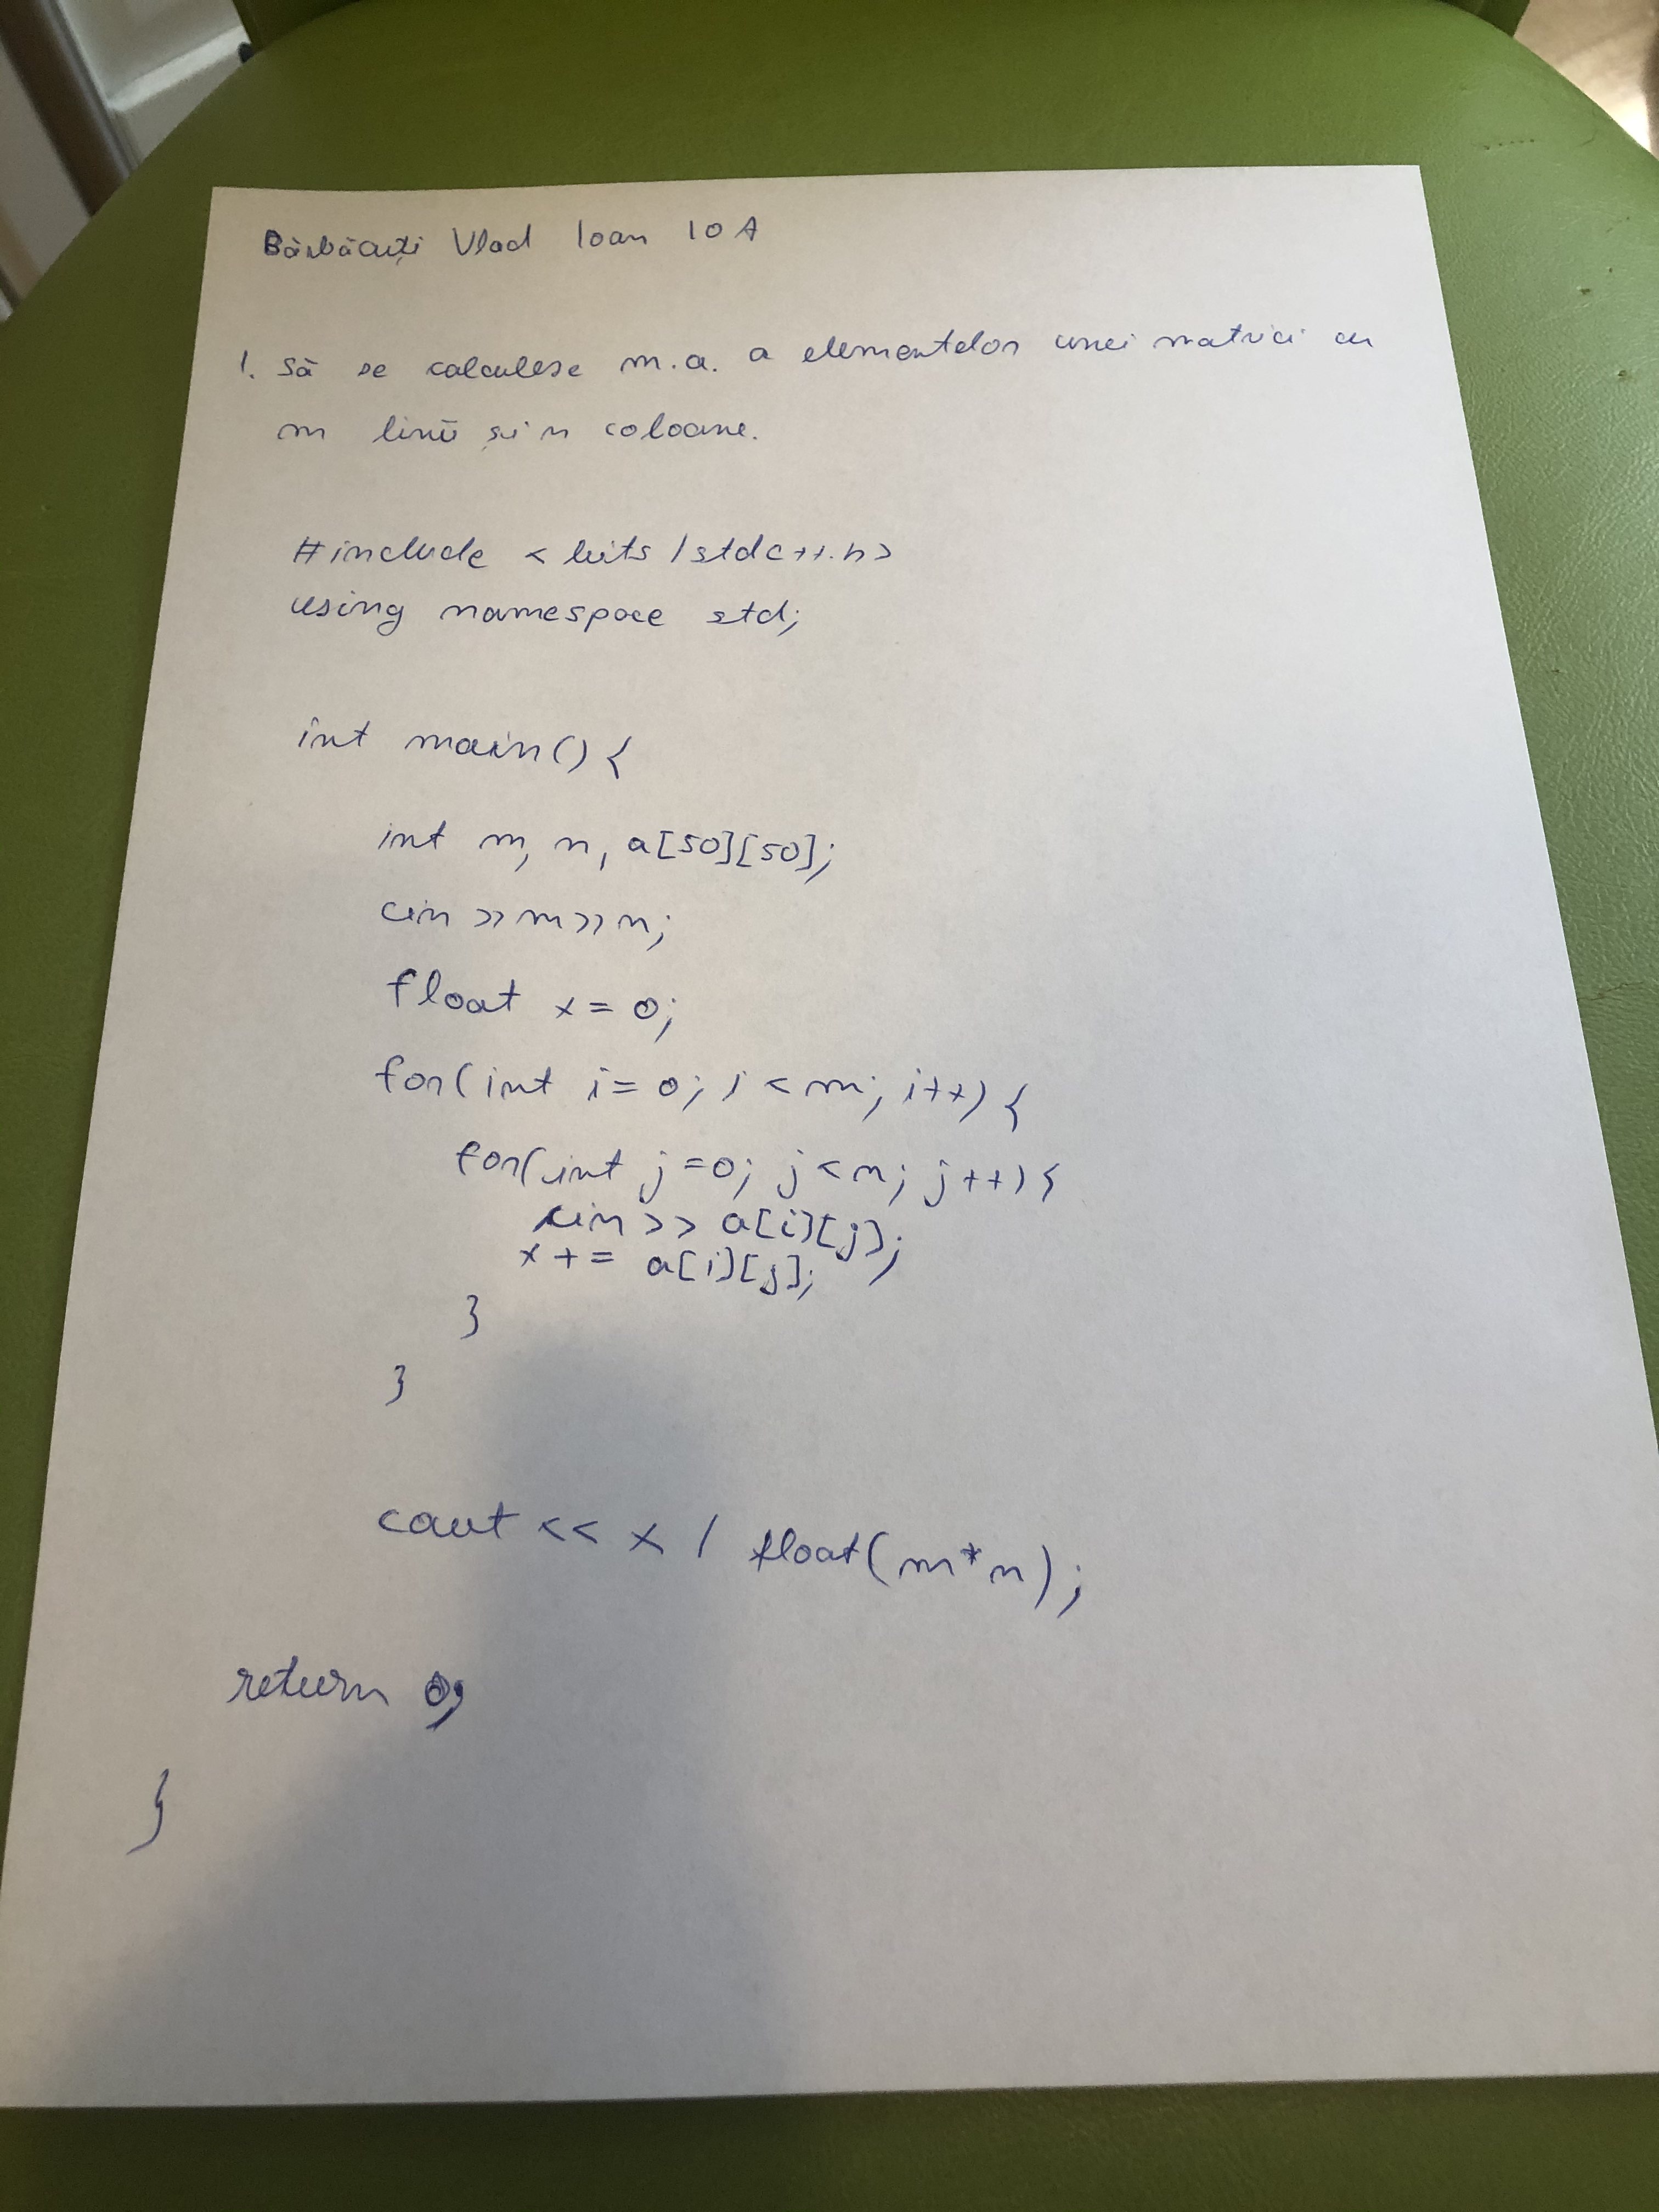 Bărbăcuți Vlad Ioan 10 A
1. Să se calculese m.a. a elementelor unei matrici cu
m linii și n coloane.
#include <bits/stdc++.h>
using namespace std;
int main() {
int m, n, a[50][50];
cin >> m >> n;
float x = 0;
for(int i = 0; i < m; i++) {
for(int j = 0; j < n; j++) {
cin >> a[i][j];
x += a[i][j];
}
}
cout << x / float(m*n);
return 0;
}